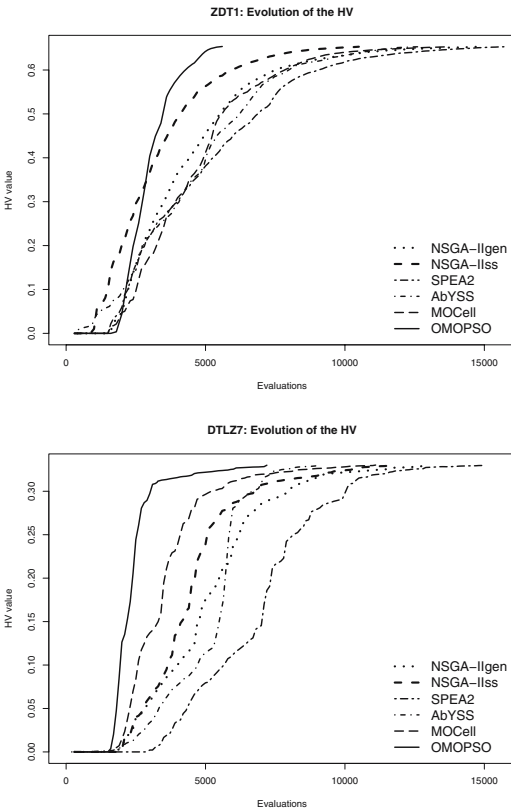 ZDT1: Evolution of the HV
HV value
0.6
0.5
0.4
0.3
0.2
0.1
0.0
NSGA−IIgen
NSGA−IIss
SPEA2
AbYSS
MOCell
OMOPSO
0 5000 10000 15000
Evaluations
DTLZ7: Evolution of the HV
HV value
0.30
0.25
0.20
0.15
0.10
0.05
0.00
NSGA−IIgen
NSGA−IIss
SPEA2
AbYSS
MOCell
OMOPSO
0 5000 10000 15000
Evaluations